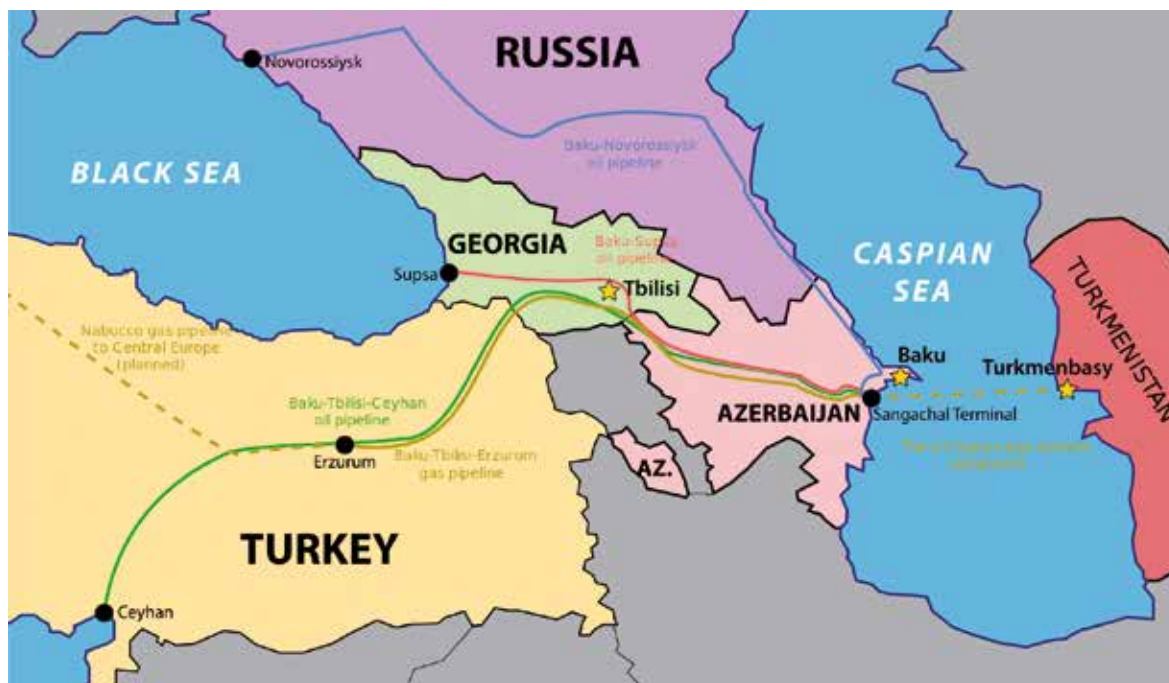 RUSSIA
Novorossiysk
Baku-Novorossiysk
oil pipeline
BLACK SEA
GEORGIA
Baku-Supsa
oil pipeline
Supsa
Tbilisi
CASPIAN
SEA
TURKMENISTAN
Nabucco gas pipeline
to Central Europe
(planned)
Baku
Turkmenbasy
Baku-Tbilisi-Ceyhan
oil pipeline
AZERBAIJAN
Sangachal Terminal
Erzurum
Baku-Tbilisi-Erzurum
gas pipeline
AZ.
TURKEY
Ceyhan